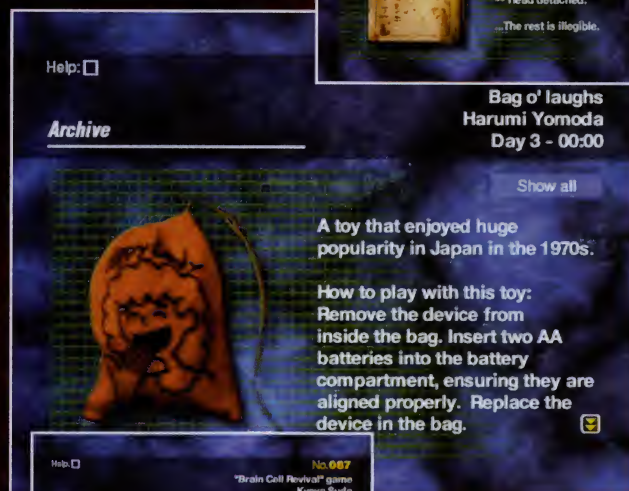 Head detached.
...The rest is illegible.
Help:
Archive
Bag o' laughs
Harumi Yomoda
Day 3 - 00:00
Show all
A toy that enjoyed huge
popularity in Japan in the 1970s.
How to play with this toy:
Remove the device from
inside the bag. Insert two AA
batteries into the battery
compartment, ensuring they are
aligned properly. Replace the
device in the bag.
Help.
No.067
"Brain Cell Revival" game